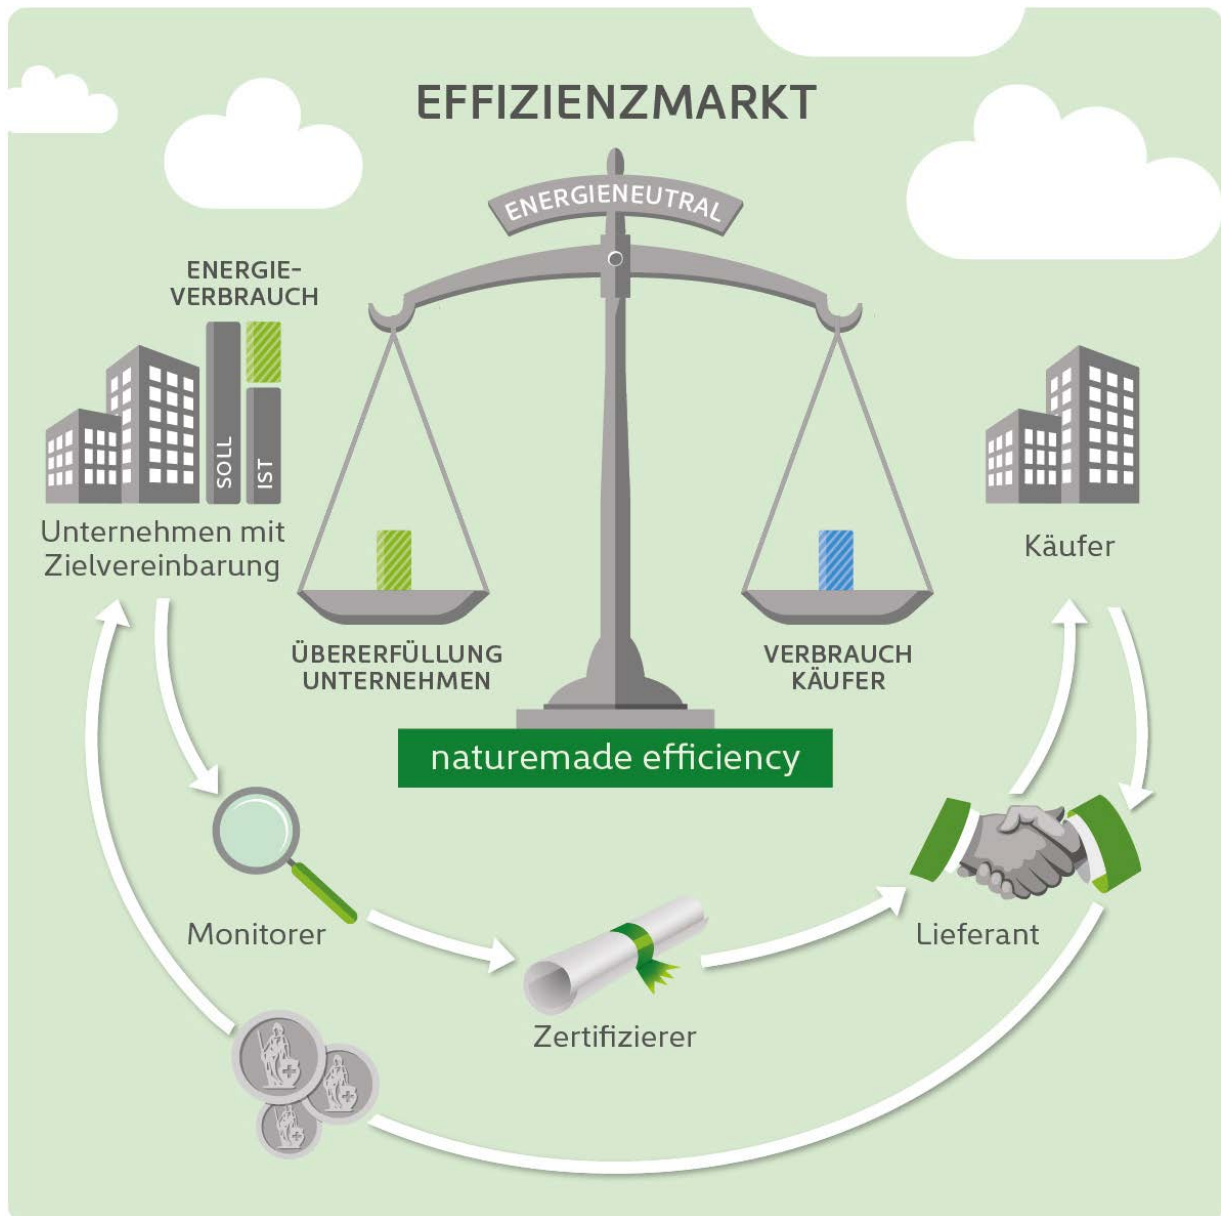 EFFIZIENZMARKT
ENERGIENEUTRAL
ENERGIE-
VERBRAUCH
SOLL
IST
Unternehmen mit
Zielvereinbarung
Käufer
ÜBERERFÜLLUNG
UNTERNEHMEN
VERBRAUCH
KÄUFER
naturemade efficiency
Monitorer
Lieferant
Zertifizierer